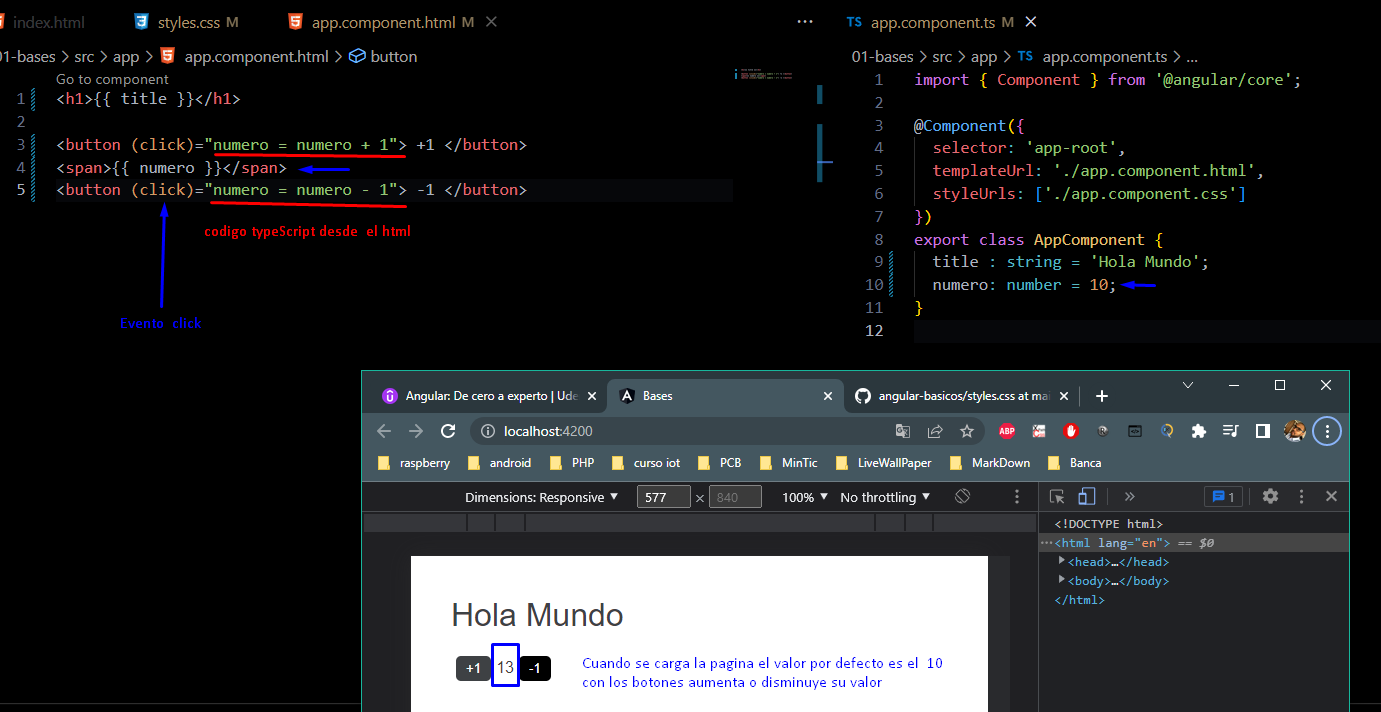 index.html
styles.css M
app.component.html M
01-bases > src > app > app.component.html > button
Go to component
1 <h1>{{ title }}</h1>
2
3 <button (click)="numero = numero + 1"> +1 </button>
4 <span>{{ numero }}</span>
5 <button (click)="numero = numero - 1"> -1 </button>
codigo typeScript desde el html
Evento click
TS app.component.ts M
01-bases > src > app > TS app.component.ts > ...
1 import { Component } from '@angular/core';
2
3 @Component({
4 selector: 'app-root',
5 templateUrl: './app.component.html',
6 styleUrls: ['./app.component.css']
7 })
8 export class AppComponent {
9 title : string = 'Hola Mundo';
10 numero: number = 10;
11 }
12
Angular: De cero a experto | Ude
Bases
angular-basicos/styles.css at mai
localhost:4200
ABP
raspberry
android
PHP
curso iot
PCB
MinTic
LiveWallPaper
MarkDown
Banca
Dimensions: Responsive 577 × 840 100% No throttling
1
<!DOCTYPE html>
<html lang="en"> == $0
<head>…</head>
<body>…</body>
</html>
Hola Mundo
+1 13 -1
Cuando se carga la pagina el valor por defecto es el 10
con los botones aumenta o disminuye su valor